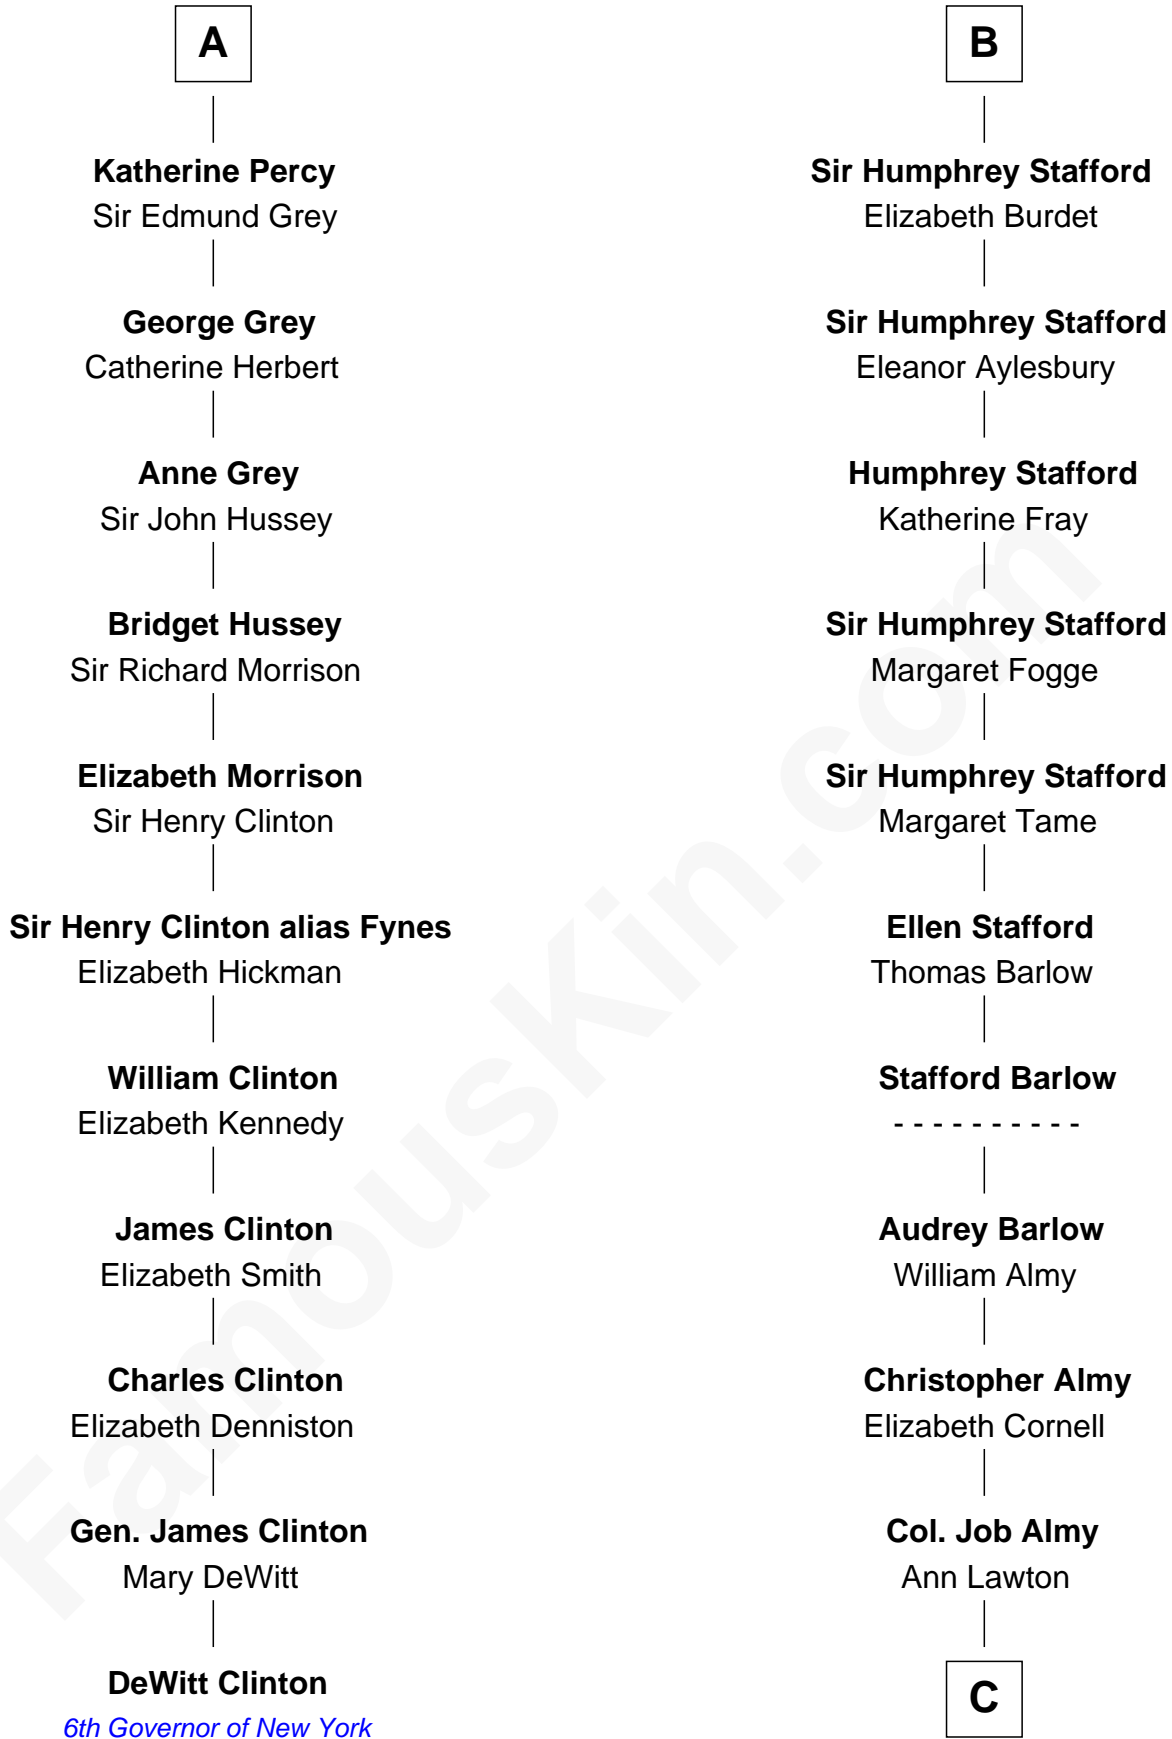 A
Katherine Percy
Sir Edmund Grey
George Grey
Catherine Herbert
Anne Grey
Sir John Hussey
Bridget Hussey
Sir Richard Morrison
Elizabeth Morrison
Sir Henry Clinton
Sir Henry Clinton alias Fynes
Elizabeth Hickman
William Clinton
Elizabeth Kennedy
James Clinton
Elizabeth Smith
Charles Clinton
Elizabeth Denniston
Gen. James Clinton
Mary DeWitt
DeWitt Clinton
6th Governor of New York
B
Sir Humphrey Stafford
Elizabeth Burdet
Sir Humphrey Stafford
Eleanor Aylesbury
Humphrey Stafford
Katherine Fray
Sir Humphrey Stafford
Margaret Fogge
Sir Humphrey Stafford
Margaret Tame
Ellen Stafford
Thomas Barlow
Stafford Barlow
- - - - - - - - - -
Audrey Barlow
William Almy
Christopher Almy
Elizabeth Cornell
Col. Job Almy
Ann Lawton
C
FamousKin.com